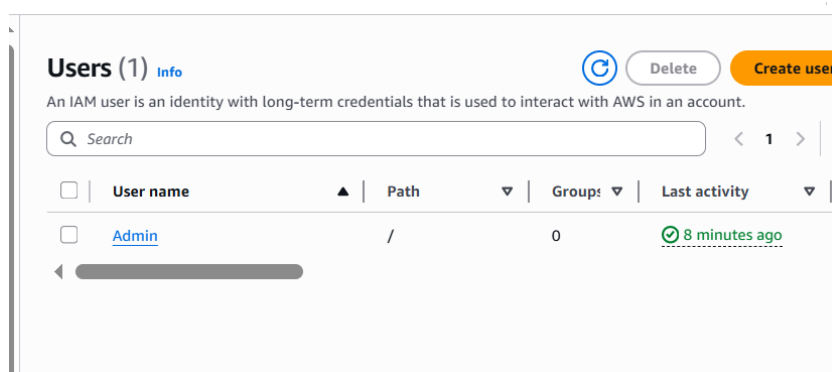 Users (1) Info
Delete
Create user
An IAM user is an identity with long-term credentials that is used to interact with AWS in an account.
Search
1
User name Path Groups Last activity
Admin / 0 8 minutes ago